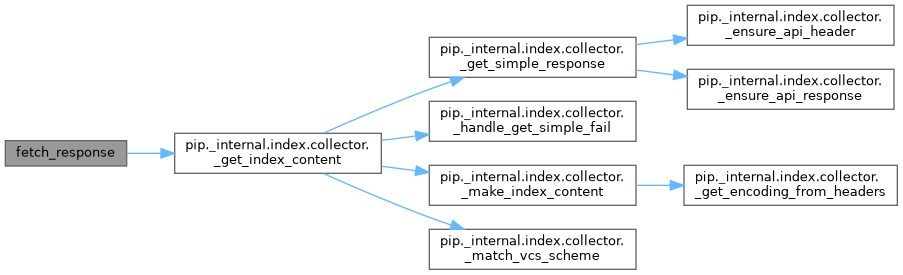 fetch_response
pip._internal.index.collector.
_get_index_content
pip._internal.index.collector.
_get_simple_response
pip._internal.index.collector.
_ensure_api_header
pip._internal.index.collector.
_ensure_api_response
pip._internal.index.collector.
_handle_get_simple_fail
pip._internal.index.collector.
_make_index_content
pip._internal.index.collector.
_get_encoding_from_headers
pip._internal.index.collector.
_match_vcs_scheme